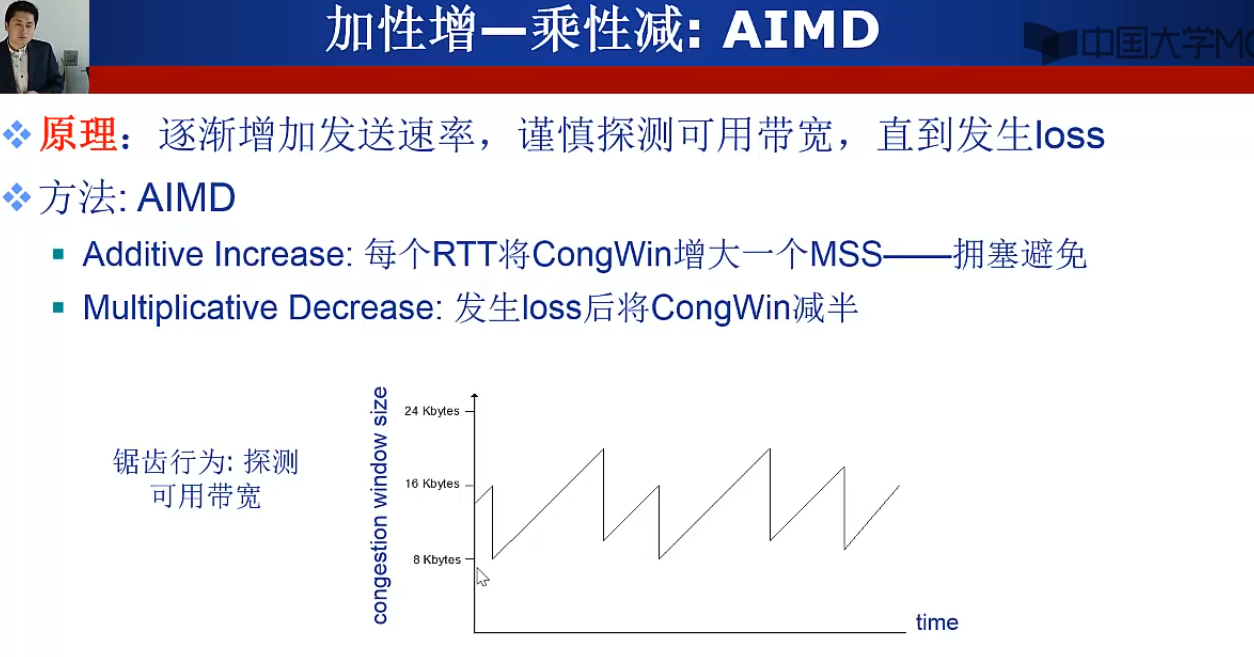 加性增—乘性减: AIMD
中国大学MO
原理：逐渐增加发送速率，谨慎探测可用带宽，直到发生loss
方法: AIMD
Additive Increase: 每个RTT将CongWin增大一个MSS——拥塞避免
Multiplicative Decrease: 发生loss后将CongWin减半
锯齿行为: 探测
可用带宽
congestion window size
24 Kbytes
16 Kbytes
8 Kbytes
time